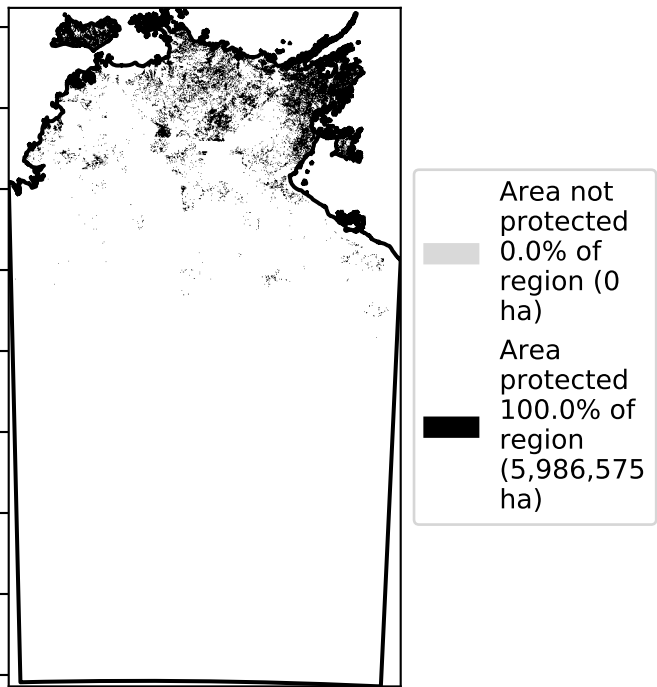 Area not
protected
0.0% of
region (0
ha)
Area
protected
100.0% of
region
(5,986,575
ha)